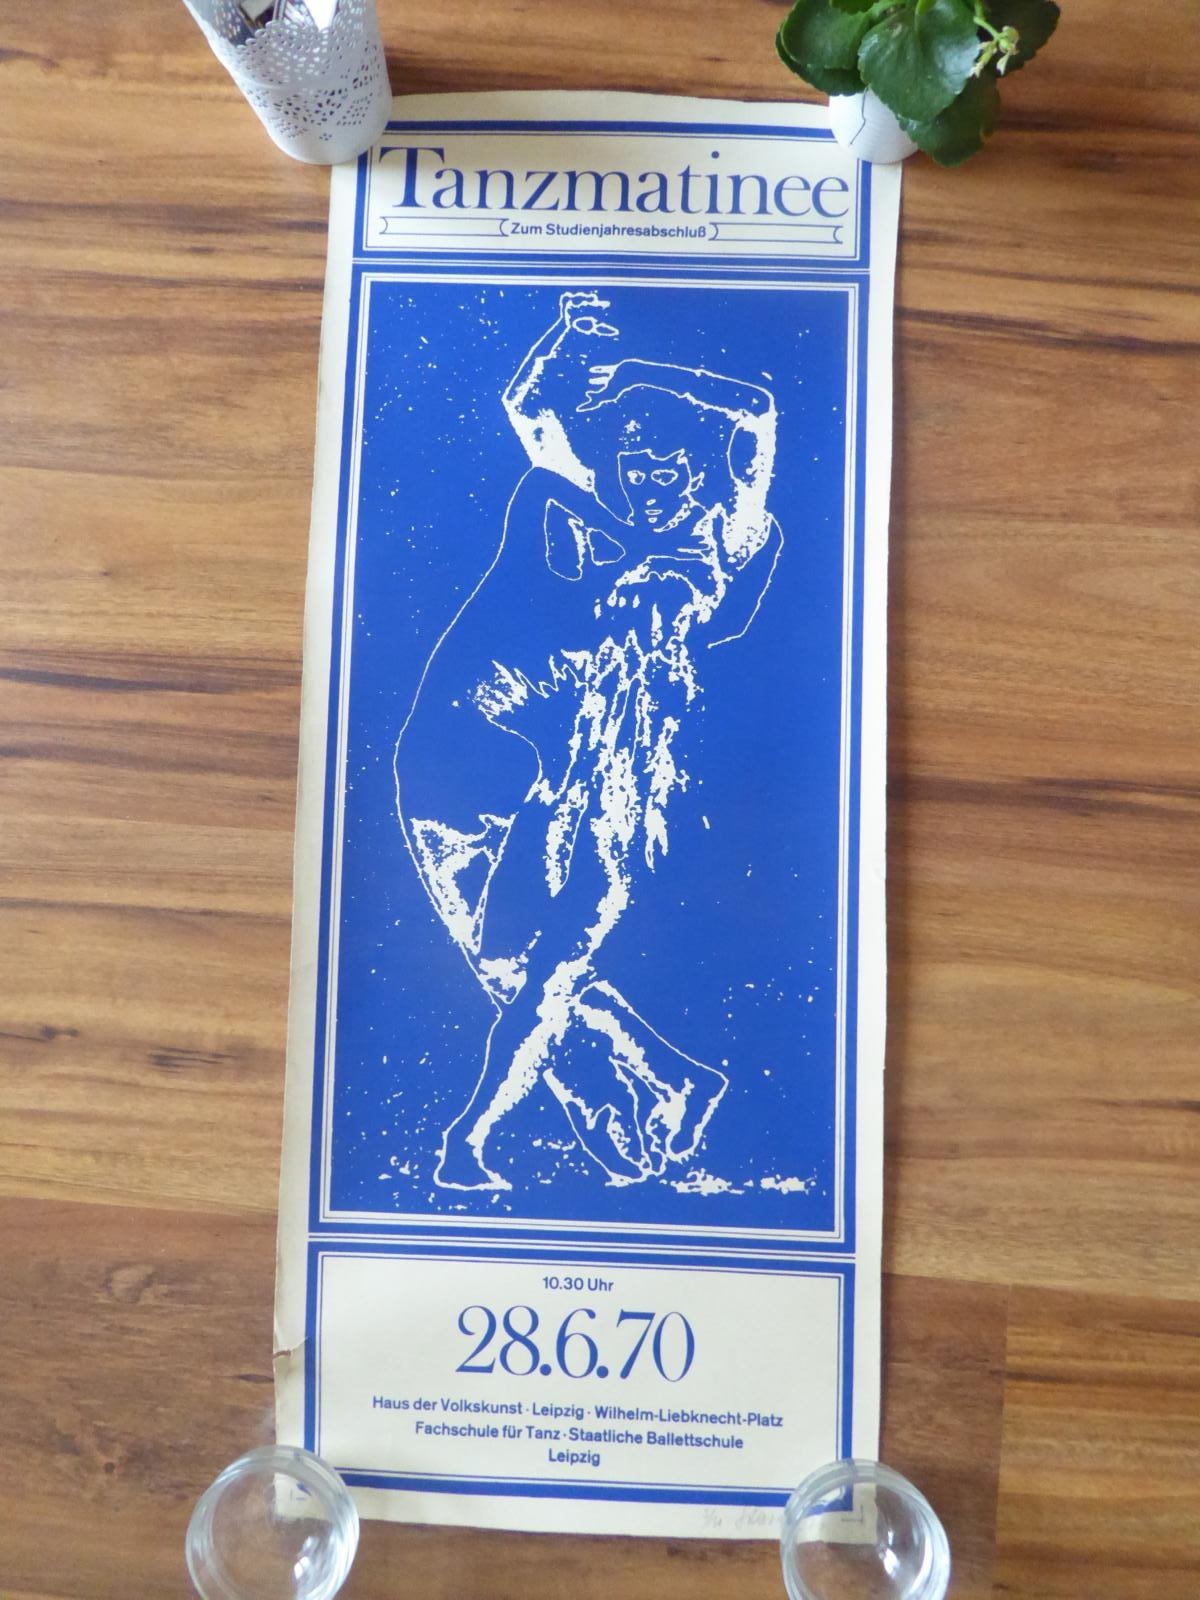 Tanzmatinee
Zum Studienjahresabschluß
10.30 Uhr
28.6.70
Haus der Volkskunst · Leipzig · Wilhelm-Liebknecht-Platz
Fachschule für Tanz · Staatliche Ballettschule
Leipzig